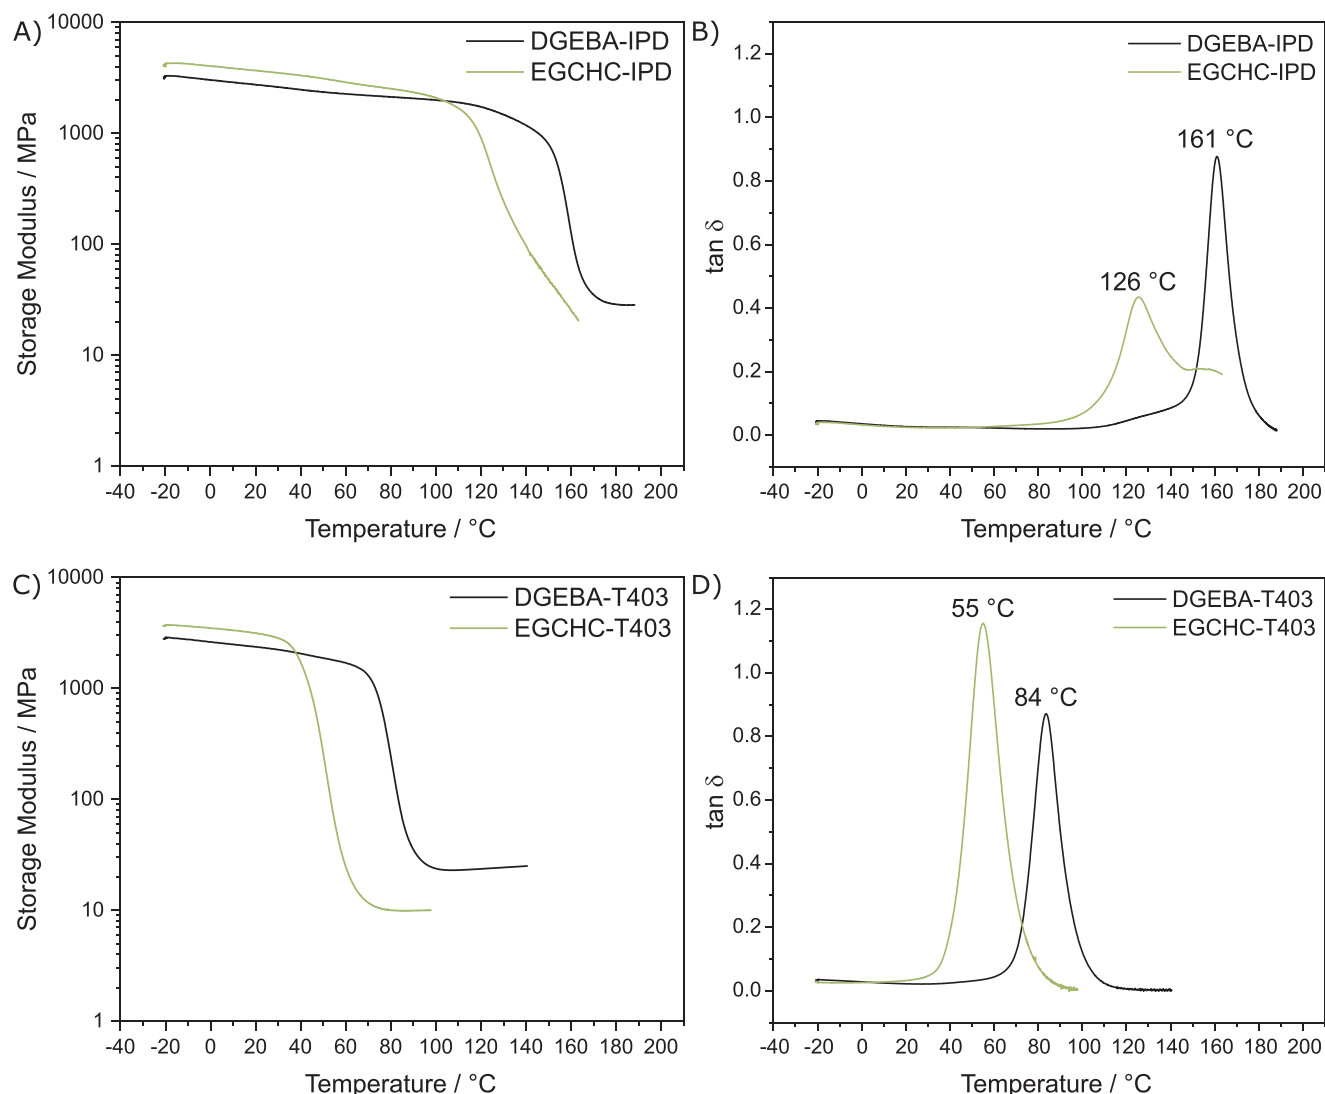 A)
10000
1000
100
10
1
Storage Modulus / MPa
DGEBA-IPD
EGCHC-IPD
-40 -20 0 20 40 60 80 100 120 140 160 180 200
Temperature / °C
B)
1.2
1.0
0.8
0.6
0.4
0.2
0.0
tan δ
DGEBA-IPD
EGCHC-IPD
161 °C
126 °C
-40 -20 0 20 40 60 80 100 120 140 160 180 200
Temperature / °C
C)
10000
1000
100
10
1
Storage Modulus / MPa
DGEBA-T403
EGCHC-T403
-40 -20 0 20 40 60 80 100 120 140 160 180 200
Temperature / °C
D)
1.2
1.0
0.8
0.6
0.4
0.2
0.0
tan δ
DGEBA-T403
EGCHC-T403
55 °C
84 °C
-40 -20 0 20 40 60 80 100 120 140 160 180 200
Temperature / °C